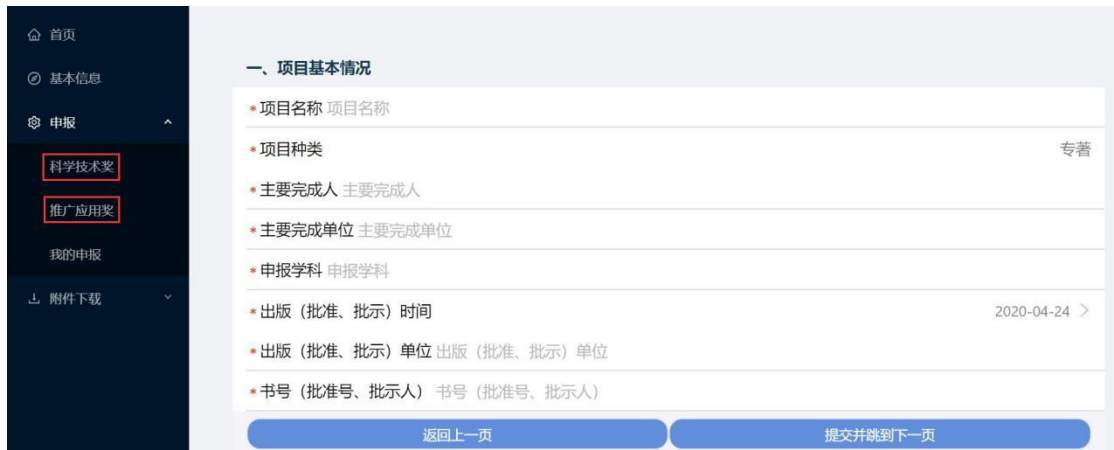 首页
基本信息
申报
科学技术奖
推广应用奖
我的申报
附件下载
一、项目基本情况
*项目名称 项目名称
*项目种类 专著
*主要完成人 主要完成人
*主要完成单位 主要完成单位
*申报学科 申报学科
*出版（批准、批示）时间 2020-04-24 >
*出版（批准、批示）单位 出版（批准、批示）单位
*书号（批准号、批示人） 书号（批准号、批示人）
返回上一页 提交并跳到下一页